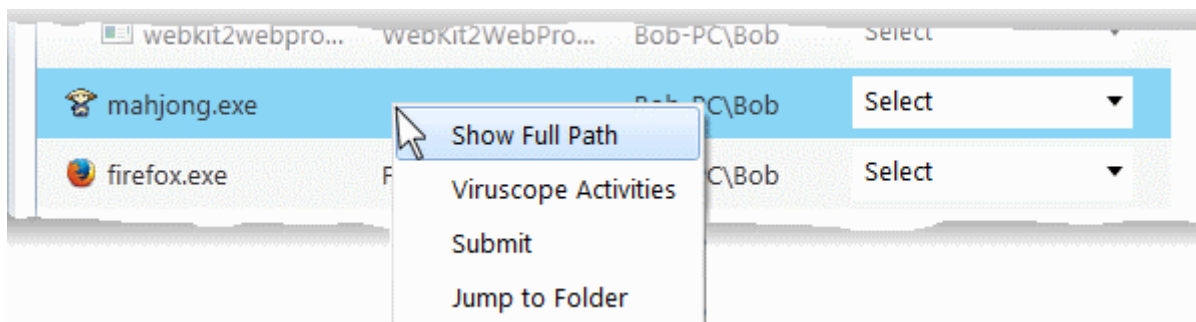 webkit2webpro... WebKit2WebPro... Bob-PC\Bob Select
mahjong.exe Bob-PC\Bob Select
Show Full Path
firefox.exe F C\Bob Select
Viruscope Activities
Submit
Jump to Folder